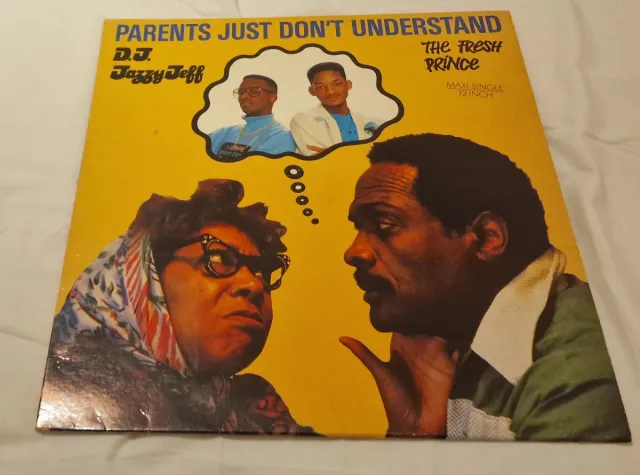 PARENTS JUST DON'T UNDERSTAND
D.J.
Jazzy Jeff
THE FRESH
PRINCE
MAXI SINGLE
12 INCH